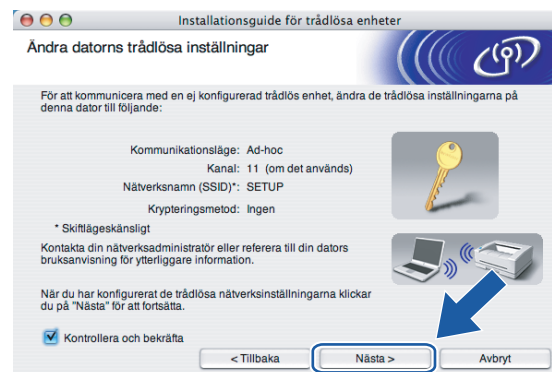 Installationsguide för trådlösa enheter
Ändra datorns trådlösa inställningar
För att kommunicera med en ej konfigurerad trådlös enhet, ändra de trådlösa inställningarna på
denna dator till följande:
Kommunikationsläge: Ad-hoc
Kanal: 11 (om det används)
Nätverksnamn (SSID)*: SETUP
Krypteringsmetod: Ingen
* Skiftlägeskänsligt
Kontakta din nätverksadministratör eller referera till din dators
bruksanvisning för ytterliggare information.
När du har konfigurerat de trådlösa nätverksinställningarna klickar
du på "Nästa" för att fortsätta.
Kontrollera och bekräfta
< Tillbaka
Nästa >
Avbryt